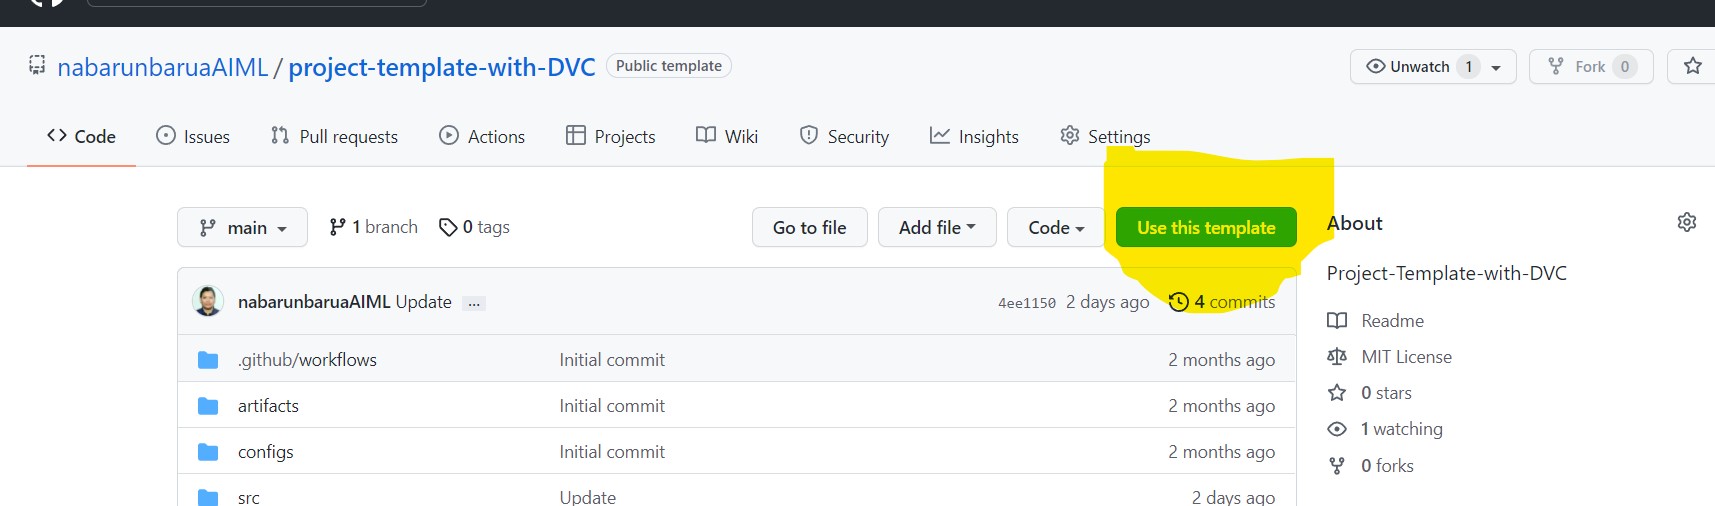 nabarunbaruaAIML / project-template-with-DVC Public template Unwatch 1 Fork 0
Code Issues Pull requests Actions Projects Wiki Security Insights Settings
main 1 branch 0 tags Go to file Add file Code Use this template
nabarunbaruaAIML Update ... 4ee1150 2 days ago 4 commits
.github/workflows Initial commit 2 months ago
artifacts Initial commit 2 months ago
configs Initial commit 2 months ago
src Update 2 days ago
About
Project-Template-with-DVC
Readme
MIT License
0 stars
1 watching
0 forks